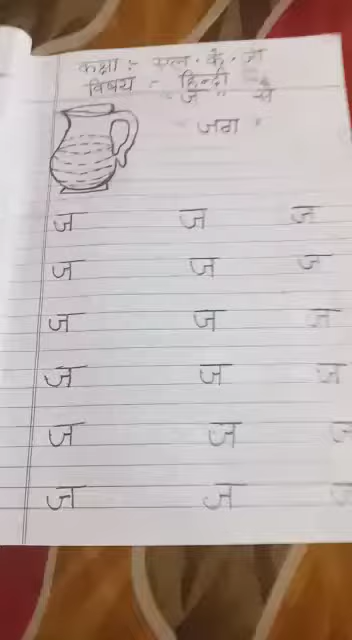 कक्षा :- एल. के. जी
विषय :- हिन्दी
"ज" से
जग
ज ज ज
ज ज ज
ज ज ज
ज ज ज
ज ज ज
ज ज ज